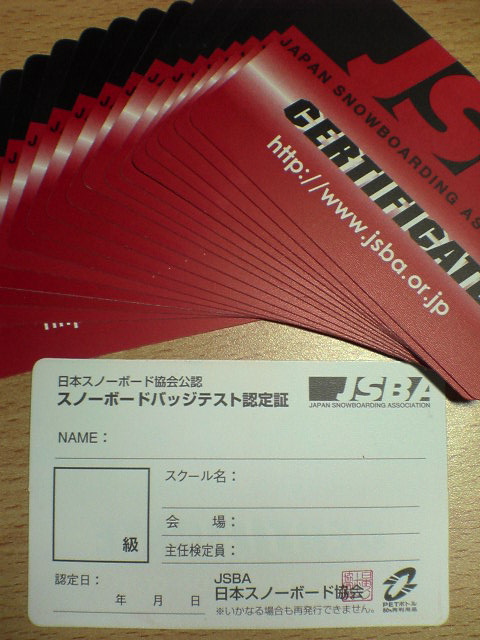 JS
JAPAN SNOWBOARDING AS
CERTIFICAT
http://www.jsba.or.jp
日本スノーボード協会公認
スノーボードバッジテスト認定証
JSBA
JAPAN SNOWBOARDING ASSOCIATION
NAME：
スクール名：
級
会　場：
主任検定員：
認定日：
年　月　日
JSBA
日本スノーボード協会
※いかなる場合も再発行できません。
PETボトル